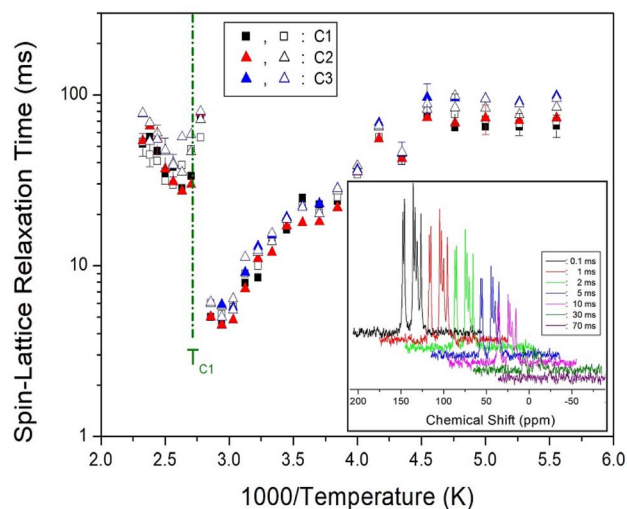 Spin-Lattice Relaxation Time (ms)
100
10
1
, : C1
, : C2
, : C3
T C1
: 0.1 ms
: 1 ms
: 2 ms
: 5 ms
: 10 ms
: 30 ms
: 70 ms
200 150 100 50 0 -50
Chemical Shift (ppm)
2.0 2.5 3.0 3.5 4.0 4.5 5.0 5.5 6.0
1000/Temperature (K)